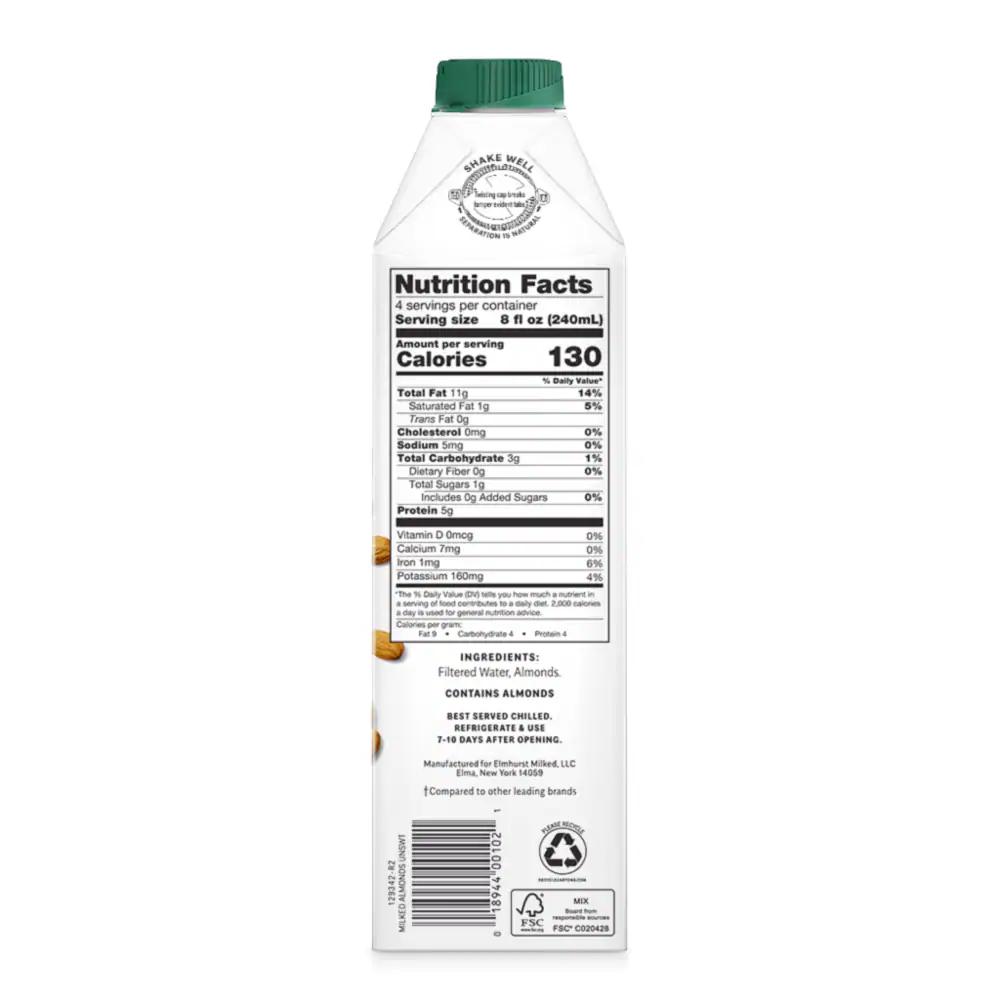 SHAKE WELL
Twisting cap breaks
tamper evident tabs
SEPARATION IS NATURAL
Nutrition Facts
4 servings per container
Serving size 8 fl oz (240mL)
Amount per serving
Calories 130
% Daily Value*
Total Fat 11g 14%
Saturated Fat 1g 5%
Trans Fat 0g
Cholesterol 0mg 0%
Sodium 5mg 0%
Total Carbohydrate 3g 1%
Dietary Fiber 0g 0%
Total Sugars 1g
Includes 0g Added Sugars 0%
Protein 5g
Vitamin D 0mcg 0%
Calcium 7mg 0%
Iron 1mg 6%
Potassium 160mg 4%
*The % Daily Value (DV) tells you how much a nutrient in
a serving of food contributes to a daily diet. 2,000 calories
a day is used for general nutrition advice.
Calories per gram:
Fat 9 • Carbohydrate 4 • Protein 4
INGREDIENTS:
Filtered Water, Almonds.
CONTAINS ALMONDS
BEST SERVED CHILLED.
REFRIGERATE & USE
7-10 DAYS AFTER OPENING.
Manufactured for Elmhurst Milked, LLC
Elma, New York 14059
†Compared to other leading brands
129342-R2
MILKED ALMONDS UNSWT
0 18944 00102 1
PLEASE RECYCLE
RECYCLECARTONS.COM
FSC
www.fsc.org
MIX
Board from
responsible sources
FSC® C020428